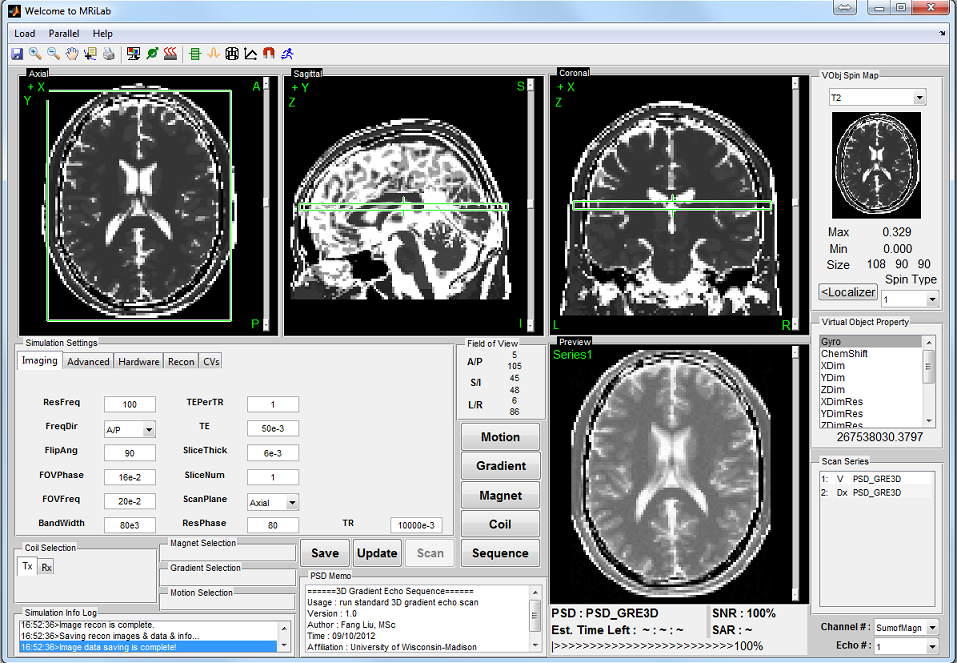 Welcome to MRiLab
Load Parallel Help
Axial
+ X
Y
A
P
Sagittal
+ Y
Z
S
I
Coronal
+ X
Z
L
R
VObj Spin Map
T2
Max 0.329
Min 0.000
Size 108 90 90
Spin Type
<Localizer 1
Simulation Settings
Imaging Advanced Hardware Recon CVs
ResFreq 100 TEPerTR 1
FreqDir A/P TE 50e-3
FlipAng 90 SliceThick 6e-3
FOVPhase 16e-2 SliceNum 1
FOVFreq 20e-2 ScanPlane Axial
BandWidth 80e3 ResPhase 80 TR 10000e-3
Field of View
A/P 5
105
S/I 45
48
L/R 6
86
Motion
Gradient
Magnet
Coil
Sequence
Preview
Series1
Virtual Object Property
Gyro
ChemShift
XDim
YDim
ZDim
XDimRes
YDimRes
ZDimRes
267538030.3797
Scan Series
1: V PSD_GRE3D
2: Dx PSD_GRE3D
Coil Selection
Tx Rx
Magnet Selection
Gradient Selection
Motion Selection
Save Update Scan
Simulation Info Log
16:52:36>Image recon is complete.
16:52:36>Saving recon images & data & info...
16:52:36>Image data saving is complete!
PSD Memo
======3D Gradient Echo Sequence======
Usage : run standard 3D gradient echo scan
Version : 1.0
Author : Fang Liu, MSc
Time : 09/10/2012
Affiliation : University of Wisconsin-Madison
PSD : PSD_GRE3D SNR : 100%
Est. Time Left : ~ : ~ : ~ SAR : ~
|>>>>>>>>>>>>>>>>>>>>>>>>>100%
Channel # : SumofMagn
Echo # : 1